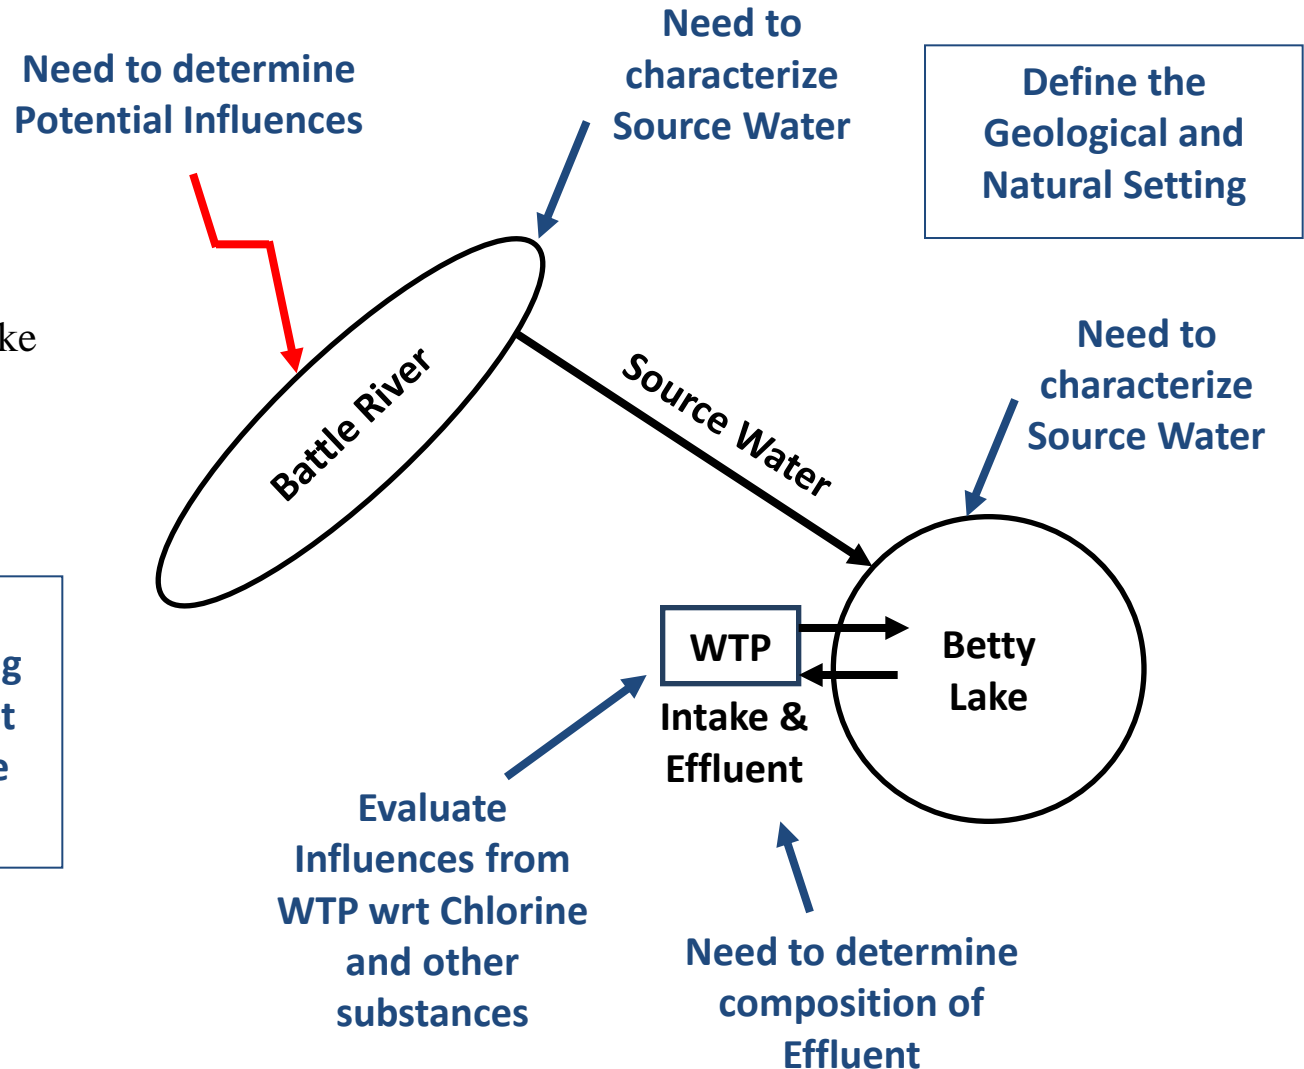 Need to
characterize
Source Water
Need to determine
Potential Influences
Define the
Geological and
Natural Setting
ke
Battle River
Source Water
Need to
characterize
Source Water
g
t
e
WTP
Intake &
Effluent
Betty
Lake
Evaluate
Influences from
WTP wrt Chlorine
and other
substances
Need to determine
composition of
Effluent